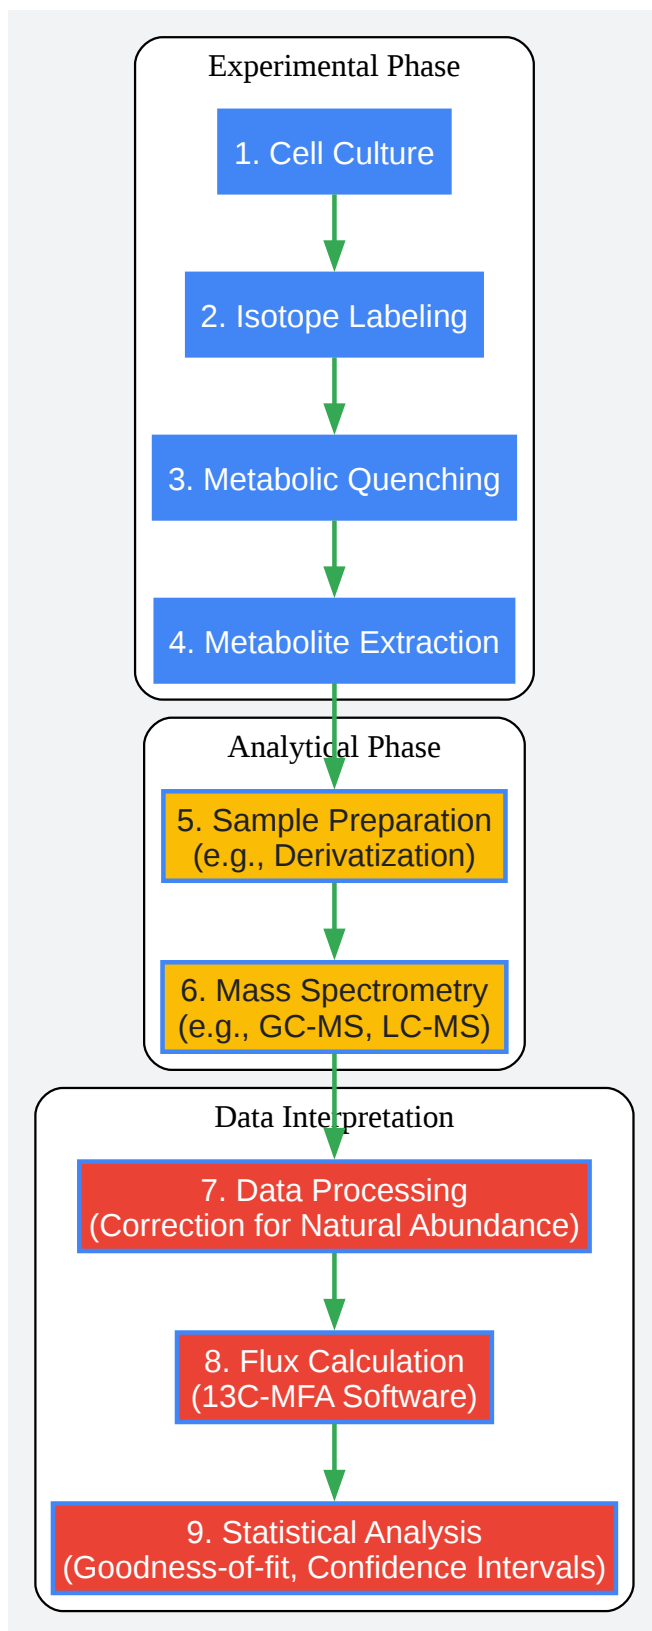 Experimental Phase
1. Cell Culture
2. Isotope Labeling
3. Metabolic Quenching
4. Metabolite Extraction
Analytical Phase
5. Sample Preparation
(e.g., Derivatization)
6. Mass Spectrometry
(e.g., GC-MS, LC-MS)
Data Interpretation
7. Data Processing
(Correction for Natural Abundance)
8. Flux Calculation
(13C-MFA Software)
9. Statistical Analysis
(Goodness-of-fit, Confidence Intervals)